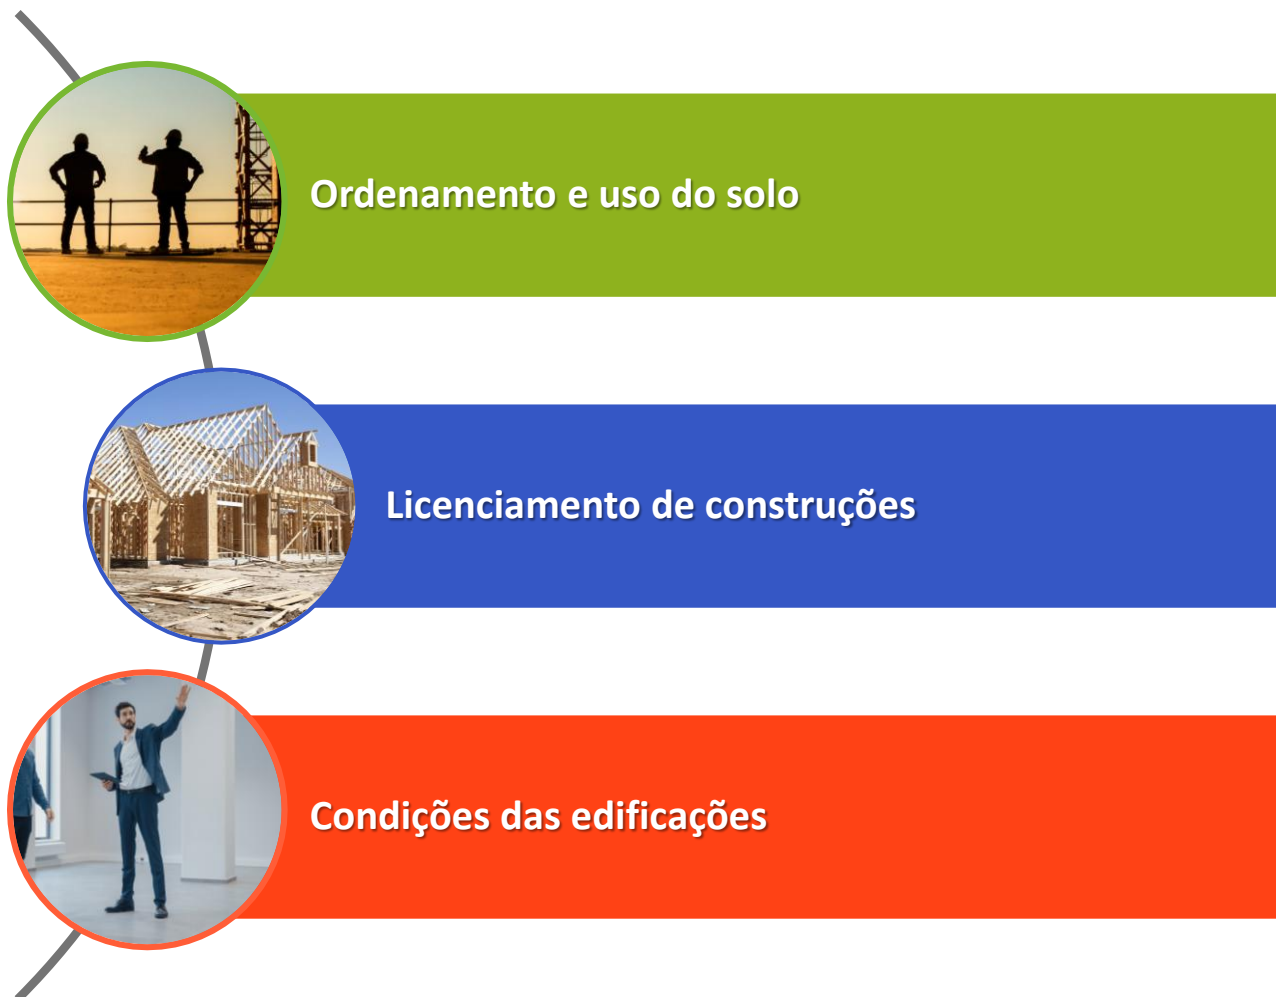 Ordenamento e uso do solo
Licenciamento de construções
Condições das edificações